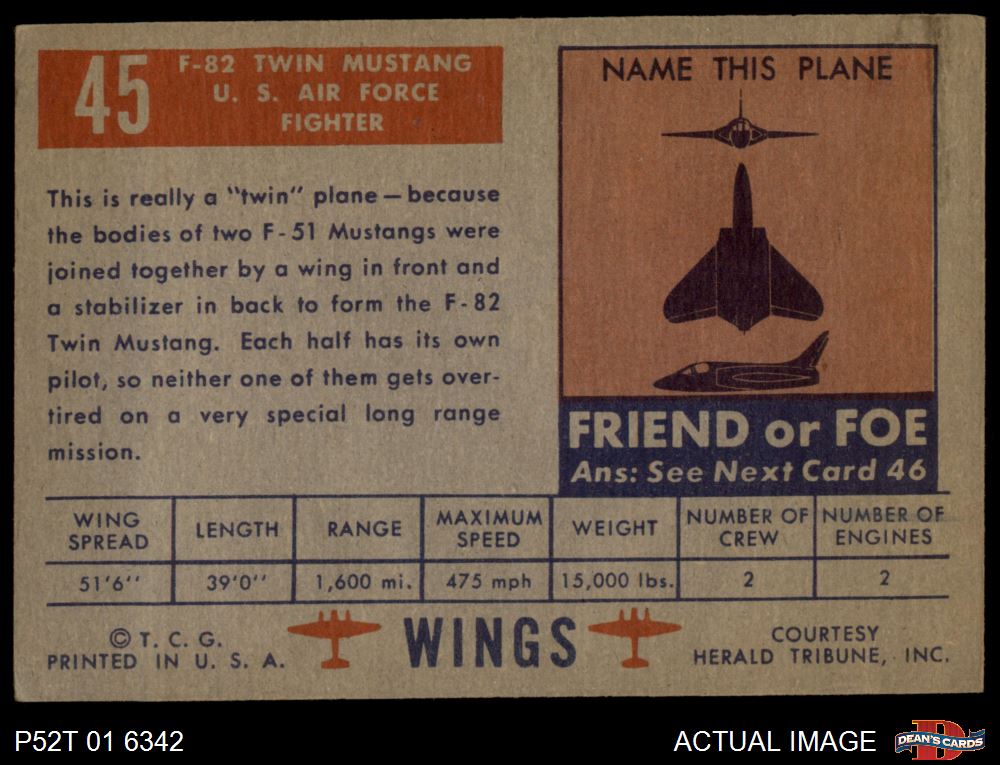 45
F-82 TWIN MUSTANG
U. S. AIR FORCE
FIGHTER
This is really a "twin" plane — because
the bodies of two F-51 Mustangs were
joined together by a wing in front and
a stabilizer in back to form the F-82
Twin Mustang. Each half has its own
pilot, so neither one of them gets over-
tired on a very special long range
mission.
NAME THIS PLANE
FRIEND or FOE
Ans: See Next Card 46
WING SPREAD LENGTH RANGE MAXIMUM SPEED WEIGHT NUMBER OF CREW NUMBER OF ENGINES
51'6'' 39'0'' 1,600 mi. 475 mph 15,000 lbs. 2 2
© T. C. G.
PRINTED IN U. S. A.
WINGS
COURTESY
HERALD TRIBUNE, INC.
P52T 01 6342
ACTUAL IMAGE
DEAN'S CARDS